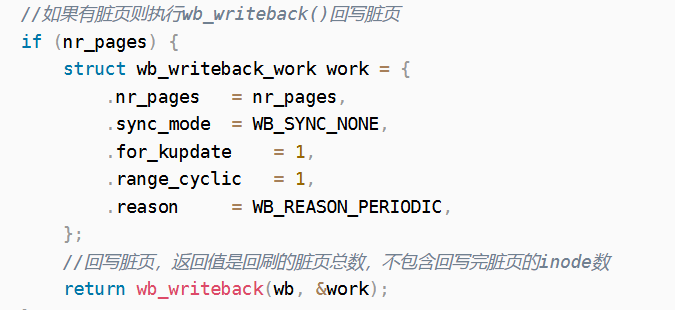 //如果有脏页则执行wb_writeback()回写脏页
if (nr_pages) {
struct wb_writeback_work work = {
.nr_pages = nr_pages,
.sync_mode = WB_SYNC_NONE,
.for_kupdate = 1,
.range_cyclic = 1,
.reason = WB_REASON_PERIODIC,
};
//回写脏页，返回值是回刷的脏页总数，不包含回写完脏页的inode数
return wb_writeback(wb, &work);